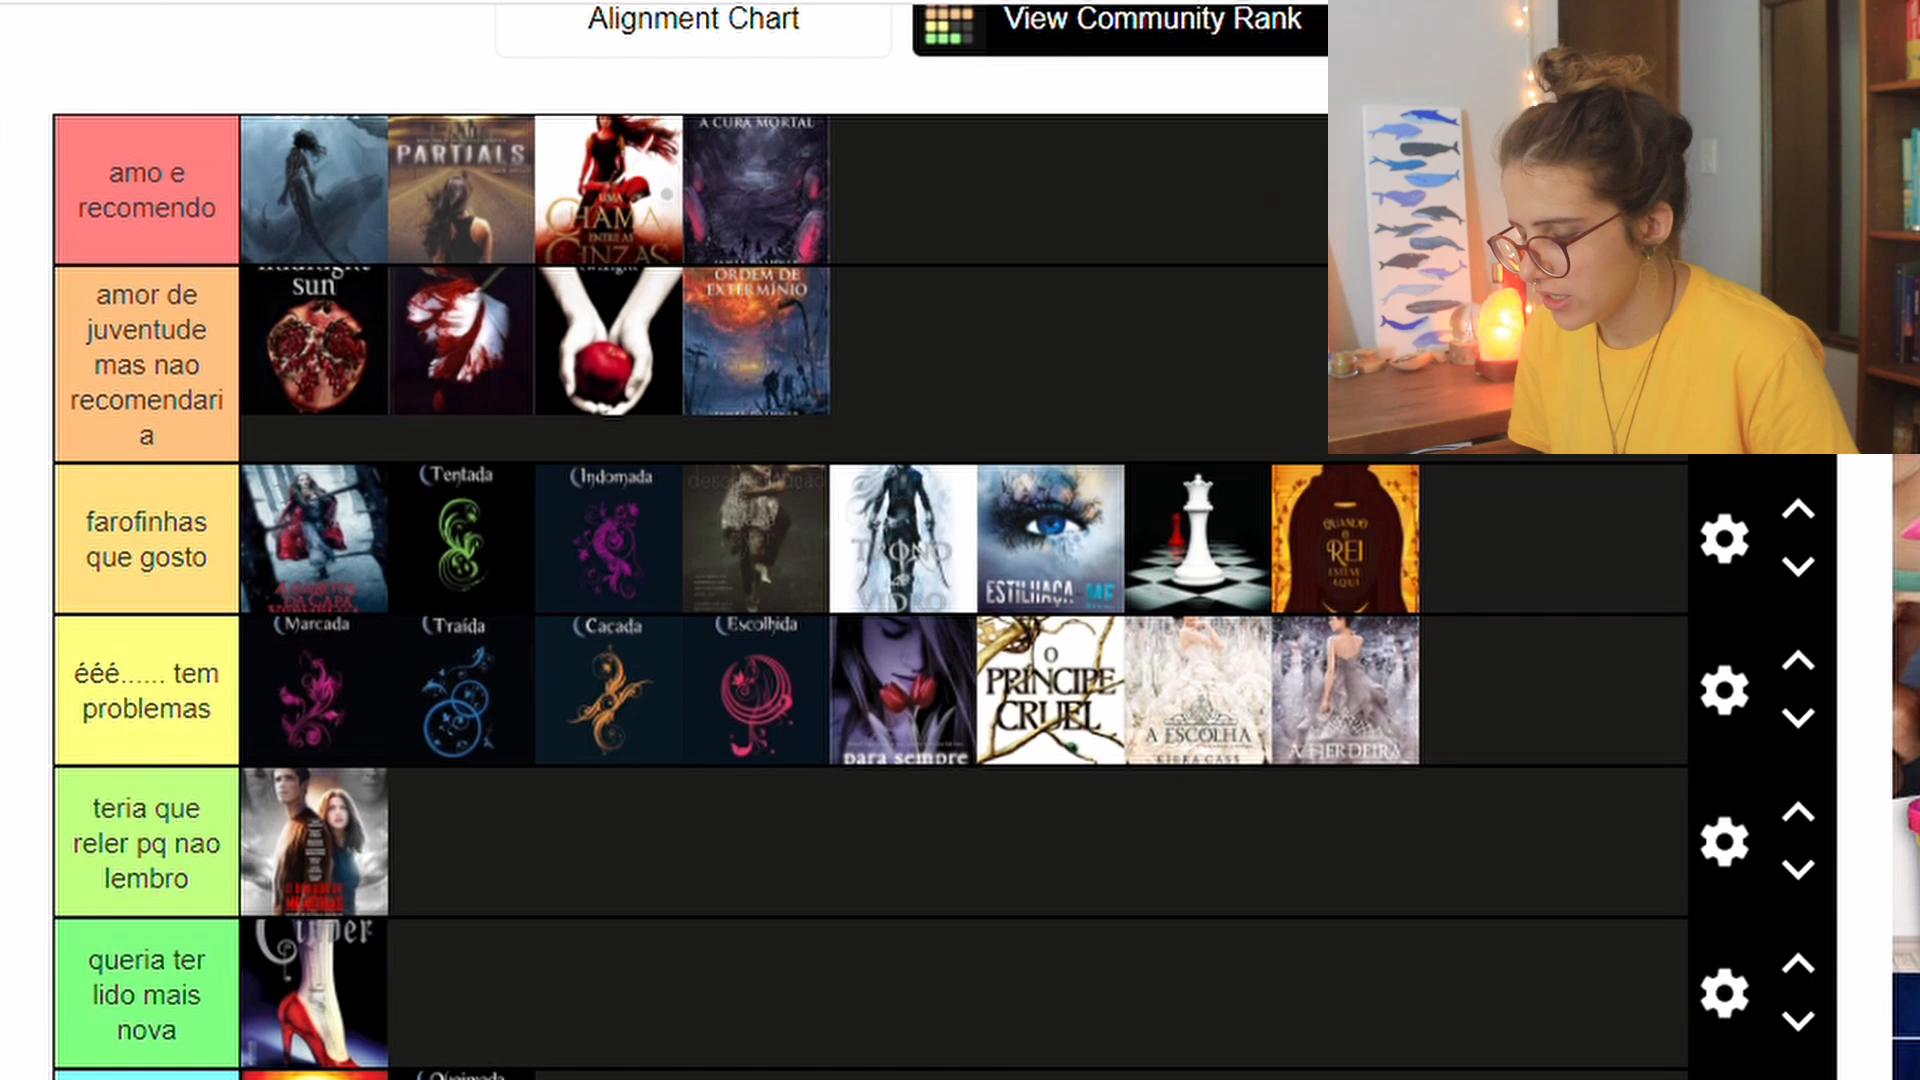 Alignment Chart
View Community Rank
amo e
recomendo
PARTIALS
UMA
CHAMA
ENTRE AS
CINZAS
A CURA MORTAL
amor de
juventude
mas nao
recomendari
a
sun
ORDEM DE
EXTERMÍNIO
farofinhas
que gosto
Tentada
Indomada
TRONO
VIDRO
ESTILHAÇA-ME
QUANDO
O
REI
ESTEVE
AQUI
ééé...... tem
problemas
Marcada
Traída
Caçada
Escolhida
para sempre
O
PRÍNCIPE
CRUEL
A ESCOLHA
KIERA CASS
A HERDEIRA
teria que
reler pq nao
lembro
queria ter
lido mais
nova
Queimada